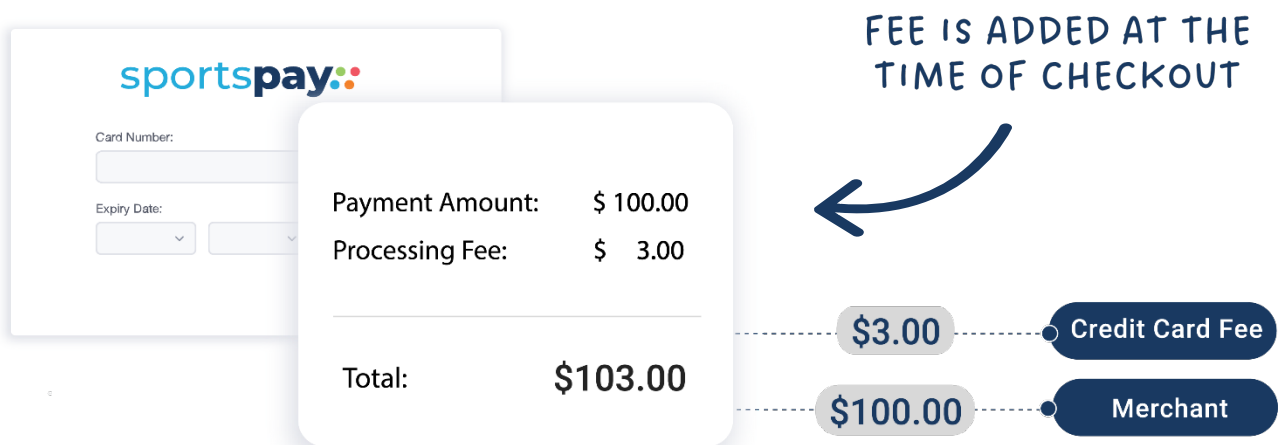 FEE IS ADDED AT THE
TIME OF CHECKOUT
sportspay
Card Number:
Expiry Date:
Payment Amount: $ 100.00
Processing Fee: $ 3.00
Total: $103.00
$3.00 Credit Card Fee
$100.00 Merchant